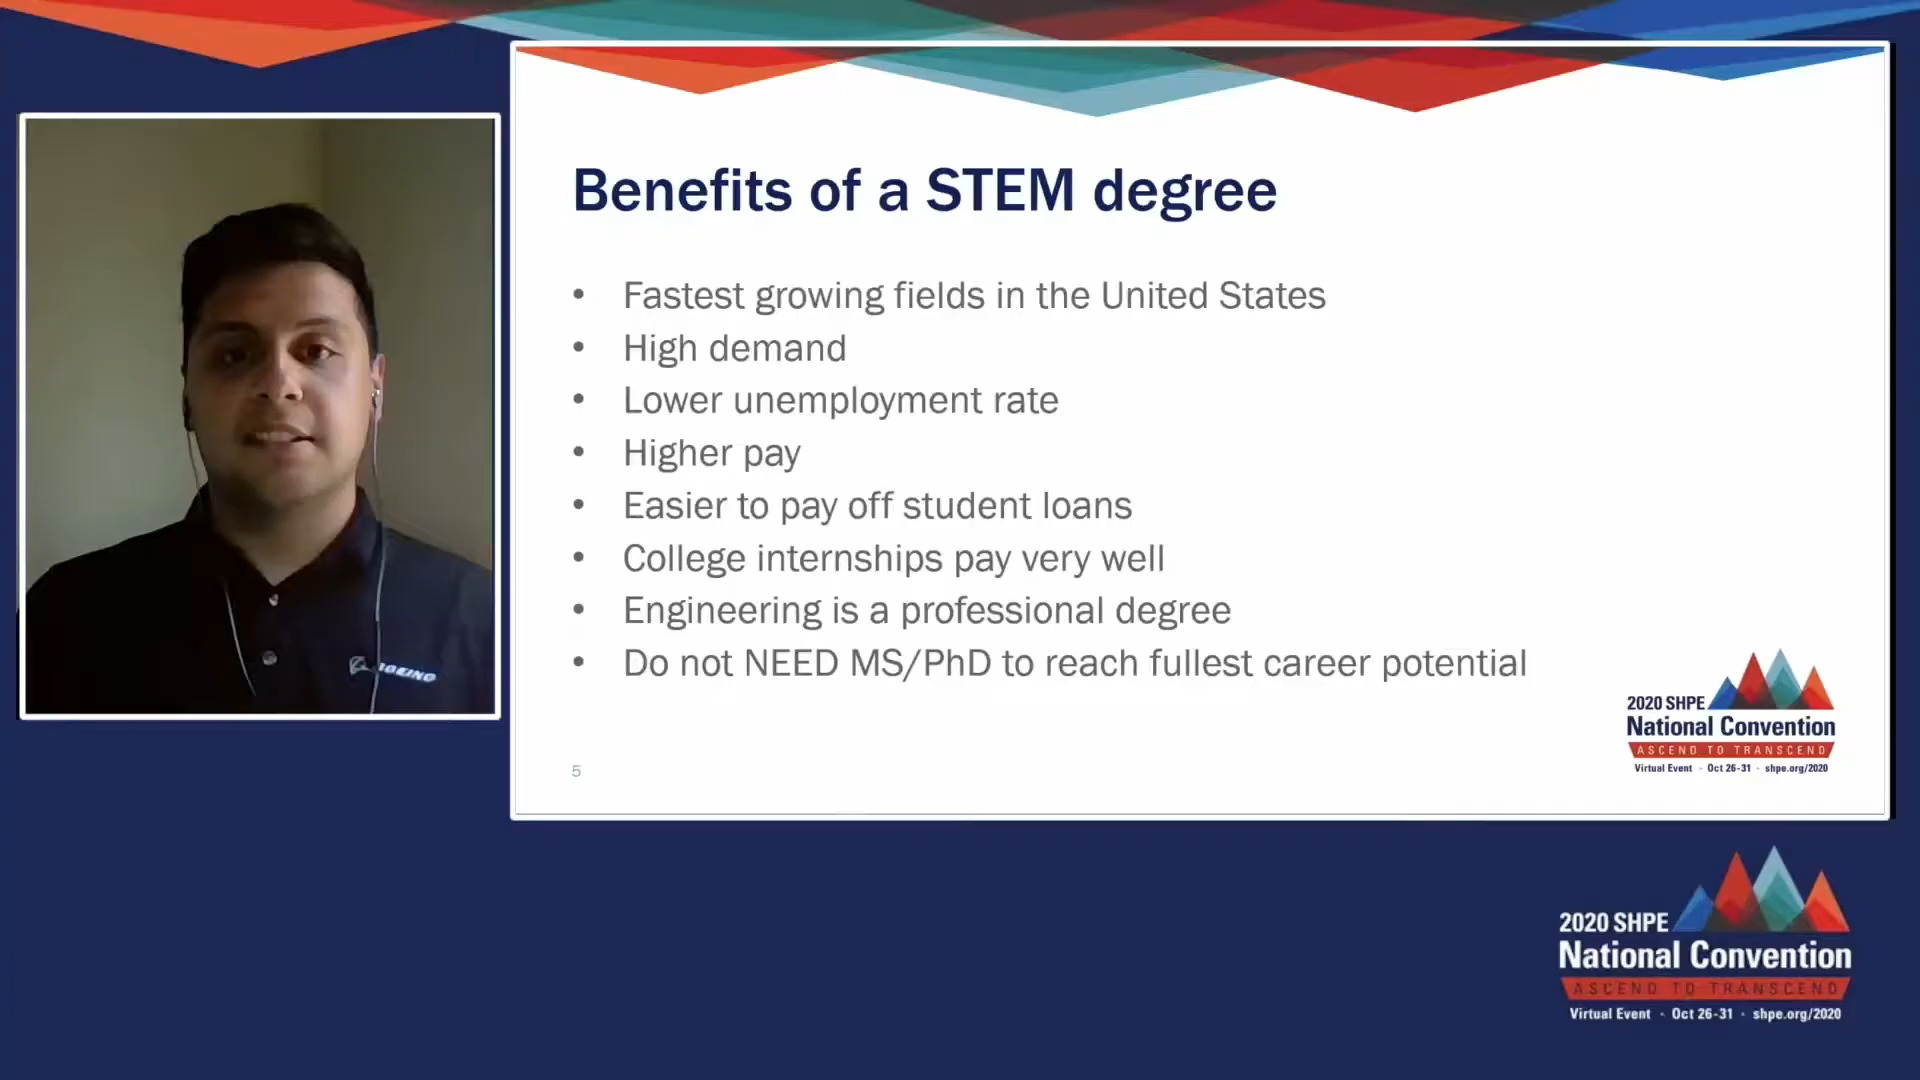 Benefits of a STEM degree
• Fastest growing fields in the United States
• High demand
• Lower unemployment rate
• Higher pay
• Easier to pay off student loans
• College internships pay very well
• Engineering is a professional degree
• Do not NEED MS/PhD to reach fullest career potential
5
2020 SHPE
National Convention
ASCEND TO TRANSCEND
Virtual Event · Oct 26-31 · shpe.org/2020
BOEING
2020 SHPE
National Convention
ASCEND TO TRANSCEND
Virtual Event · Oct 26-31 · shpe.org/2020